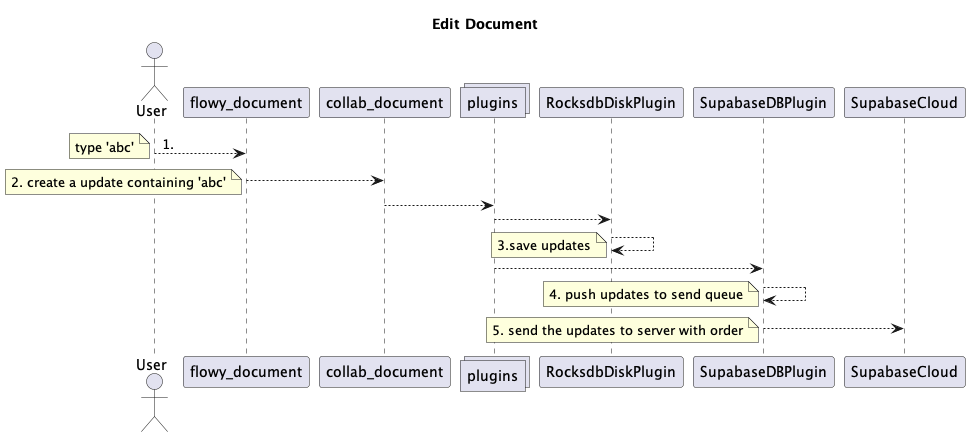 Edit Document
User
flowy_document
collab_document
plugins
RocksdbDiskPlugin
SupabaseDBPlugin
SupabaseCloud
type 'abc'
1.
2. create a update containing 'abc'
3.save updates
4. push updates to send queue
5. send the updates to server with order
User
flowy_document
collab_document
plugins
RocksdbDiskPlugin
SupabaseDBPlugin
SupabaseCloud